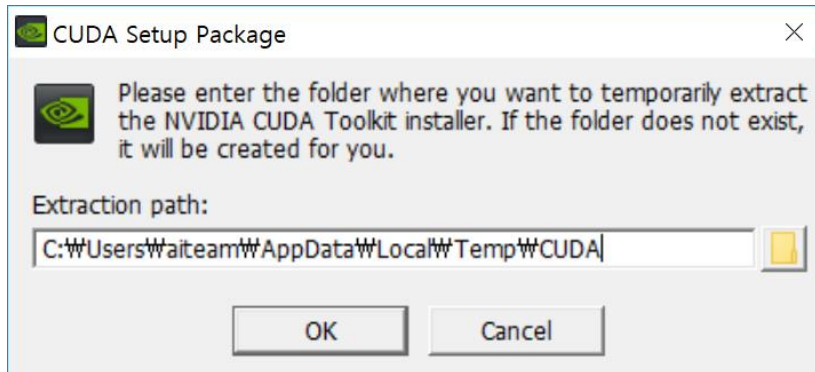 CUDA Setup Package
Please enter the folder where you want to temporarily extract
the NVIDIA CUDA Toolkit installer. If the folder does not exist,
it will be created for you.
Extraction path:
C:₩Users₩aiteam₩AppData₩Local₩Temp₩CUDA
OK
Cancel